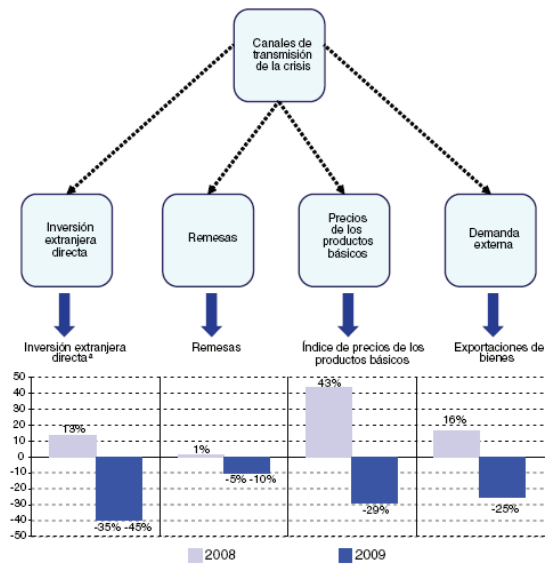 Canales de
transmisión
de la crisis
Inversión
extranjera
directa
Remesas
Precios
de los
productos
básicos
Demanda
externa
Inversión extranjera
directaª
Remesas
Índice de precios de los
productos básicos
Exportaciones de
bienes
50
40
30
20
10
0
-10
-20
-30
-40
-50
13%
-35% -45%
1%
-5% -10%
43%
-29%
16%
-25%
2008
2009